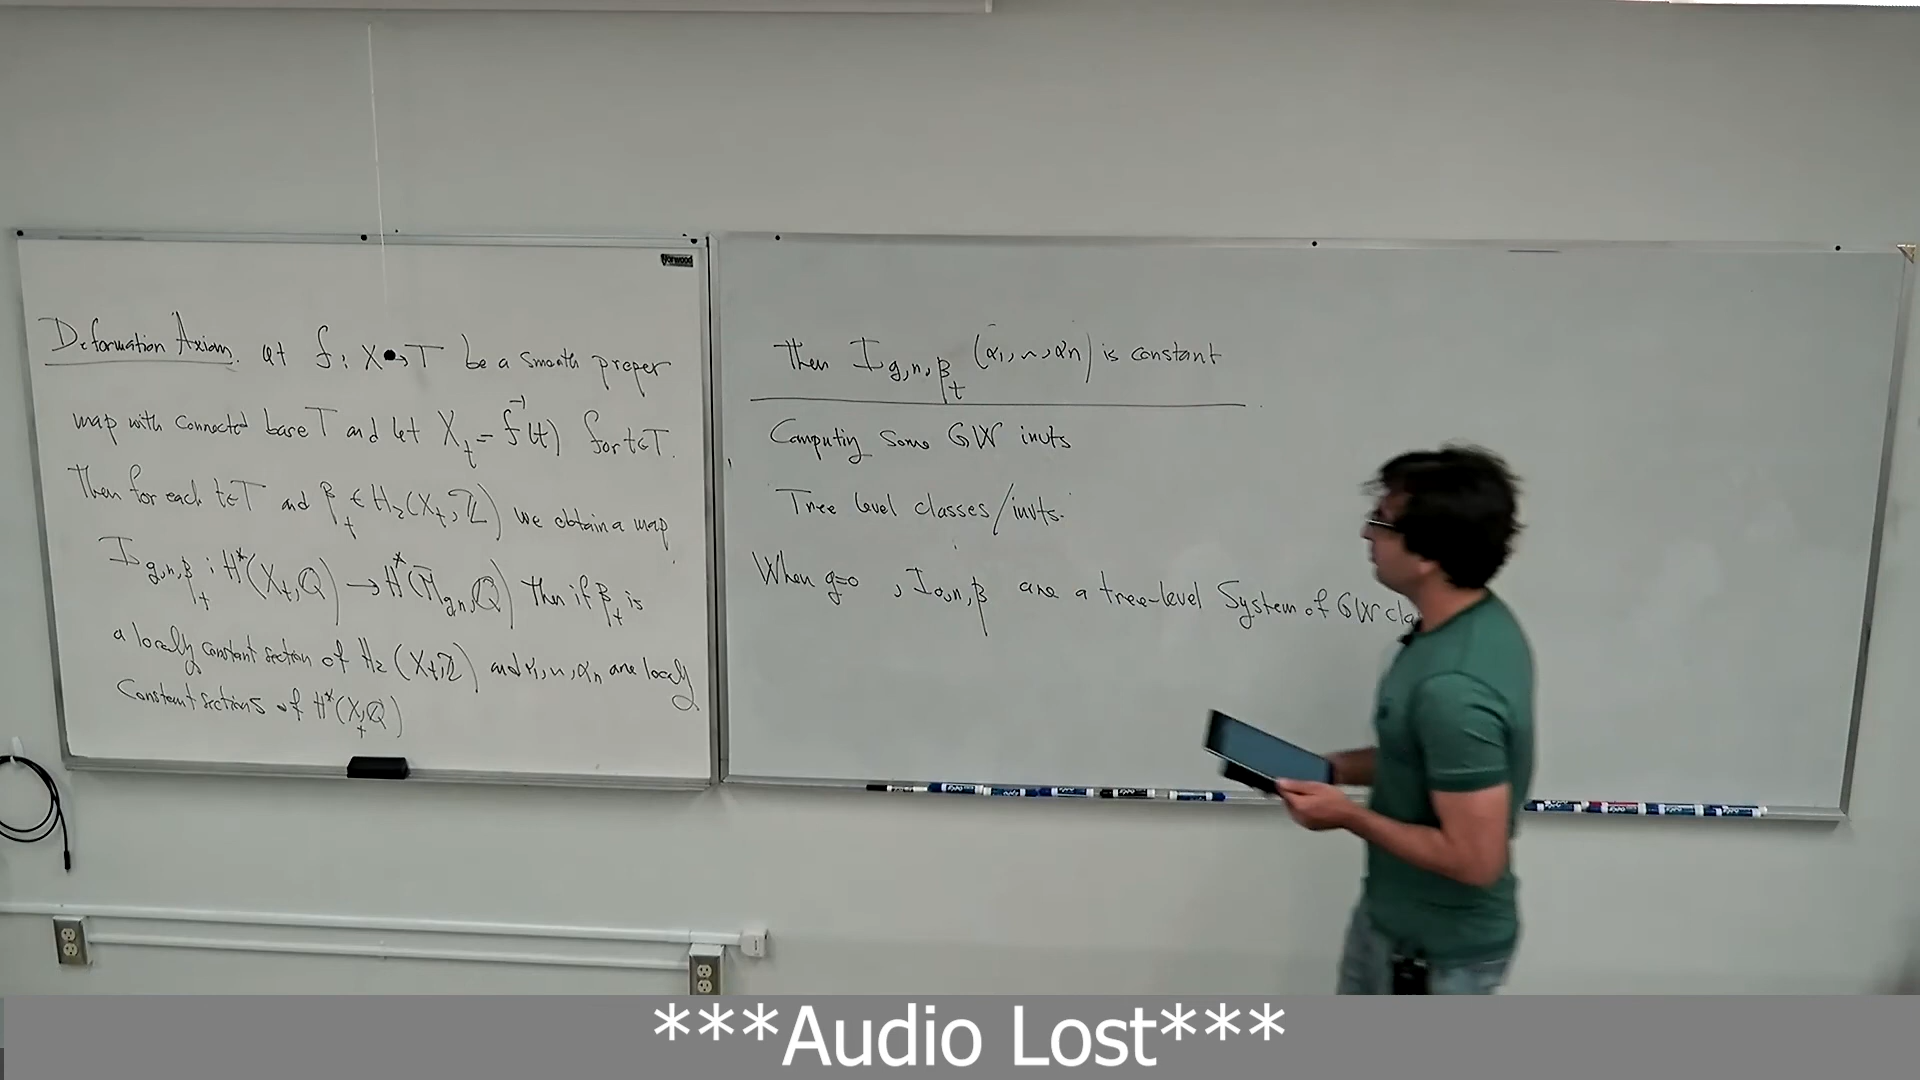 Norwood
Deformation Axiom. let f: X → T be a smooth proper
map with connected base T and let X_t = f^{-1}(t) for t∈T.
Then for each t∈T and β_t ∈ H_2(X_t, ℤ) we obtain a map
I_{g,n,β_t} : H^*(X_t, ℚ) → H^*(M̄_{g,n}, ℚ) Then if β_t is
a locally constant section of H_2(X_t, ℤ) and α_1, ..., α_n are locally
constant sections of H^*(X_t, ℚ)
Then I_{g,n,β_t} (α_1, ..., α_n) is constant
Computing some GW invts
Tree level classes/invts.
When g=0, I_{0,n,β} are a tree-level System of GW cla
***Audio Lost***